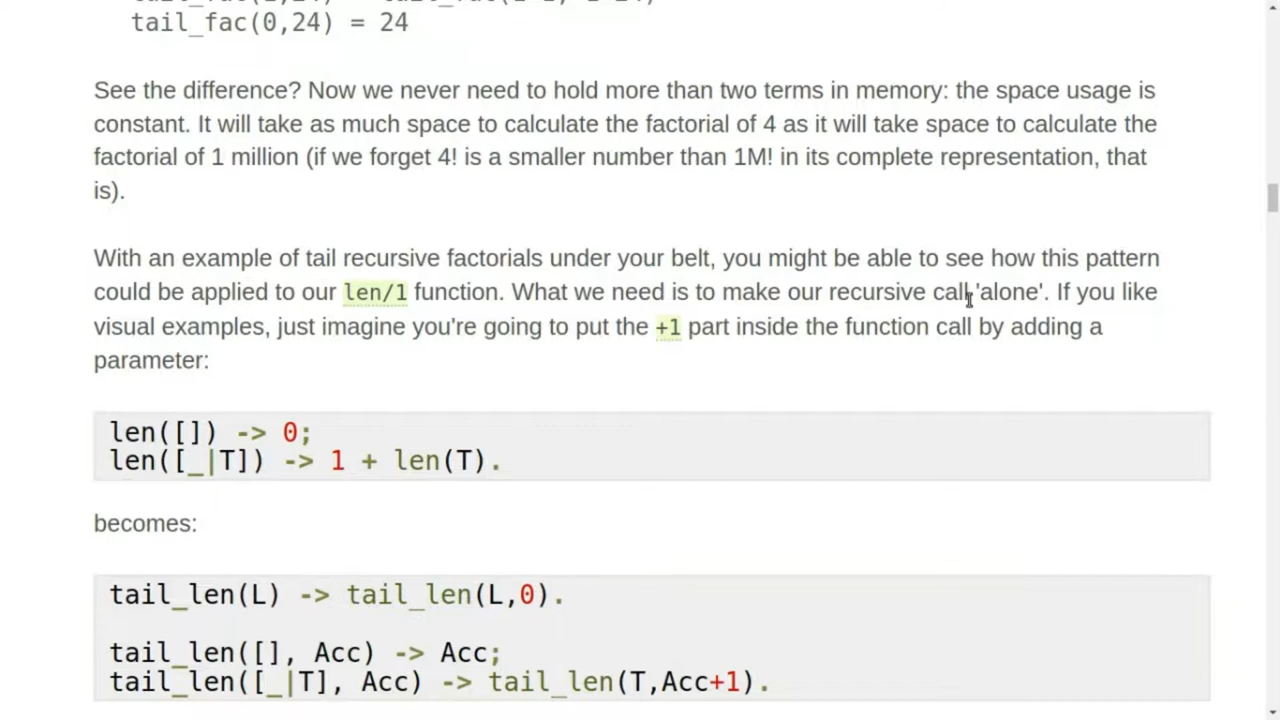 tail_fac(0,24) = 24
See the difference? Now we never need to hold more than two terms in memory: the space usage is
constant. It will take as much space to calculate the factorial of 4 as it will take space to calculate the
factorial of 1 million (if we forget 4! is a smaller number than 1M! in its complete representation, that
is).
With an example of tail recursive factorials under your belt, you might be able to see how this pattern
could be applied to our len/1 function. What we need is to make our recursive call 'alone'. If you like
visual examples, just imagine you're going to put the +1 part inside the function call by adding a
parameter:
len([]) -> 0;
len([_|T]) -> 1 + len(T).
becomes:
tail_len(L) -> tail_len(L,0).
tail_len([], Acc) -> Acc;
tail_len([_|T], Acc) -> tail_len(T,Acc+1).